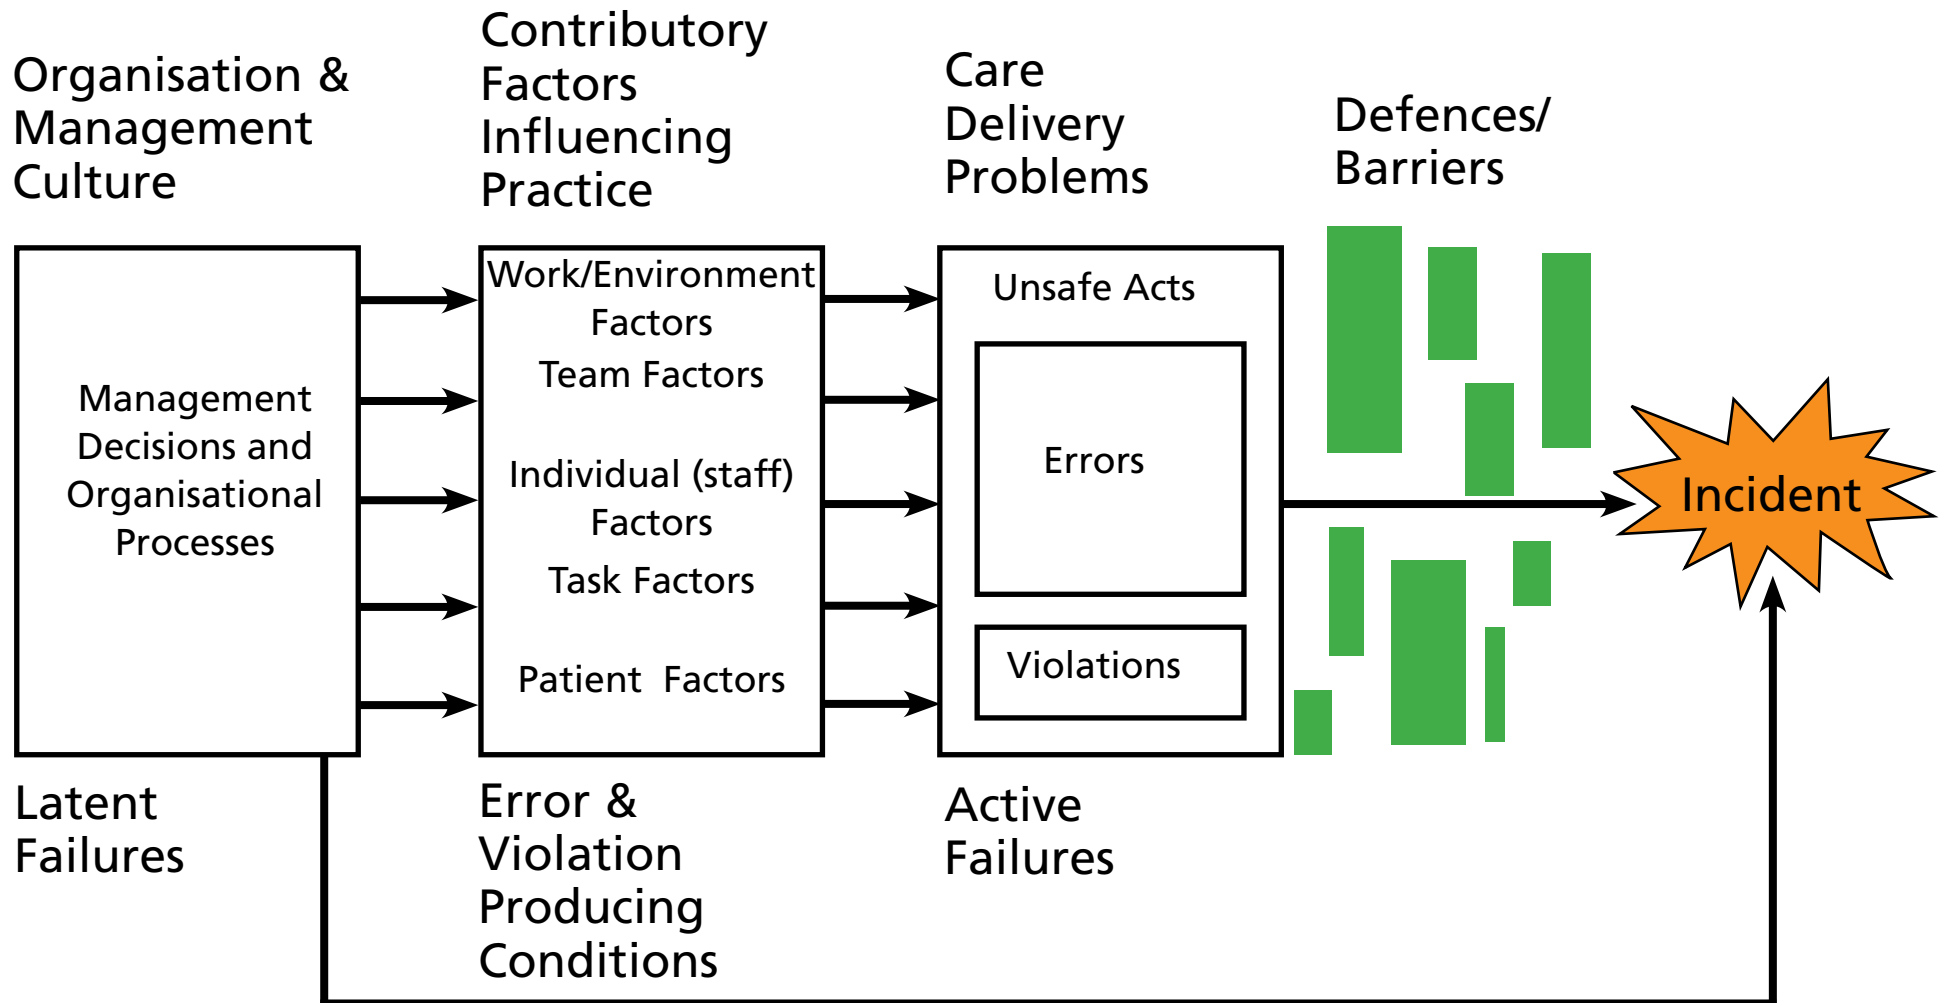 Organisation &
Management
Culture
Contributory
Factors
Influencing
Practice
Care
Delivery
Problems
Defences/
Barriers
Management
Decisions and
Organisational
Processes
Work/Environment
Factors
Team Factors
Individual (staff)
Factors
Task Factors
Patient Factors
Unsafe Acts
Errors
Violations
Incident
Latent
Failures
Error &
Violation
Producing
Conditions
Active
Failures